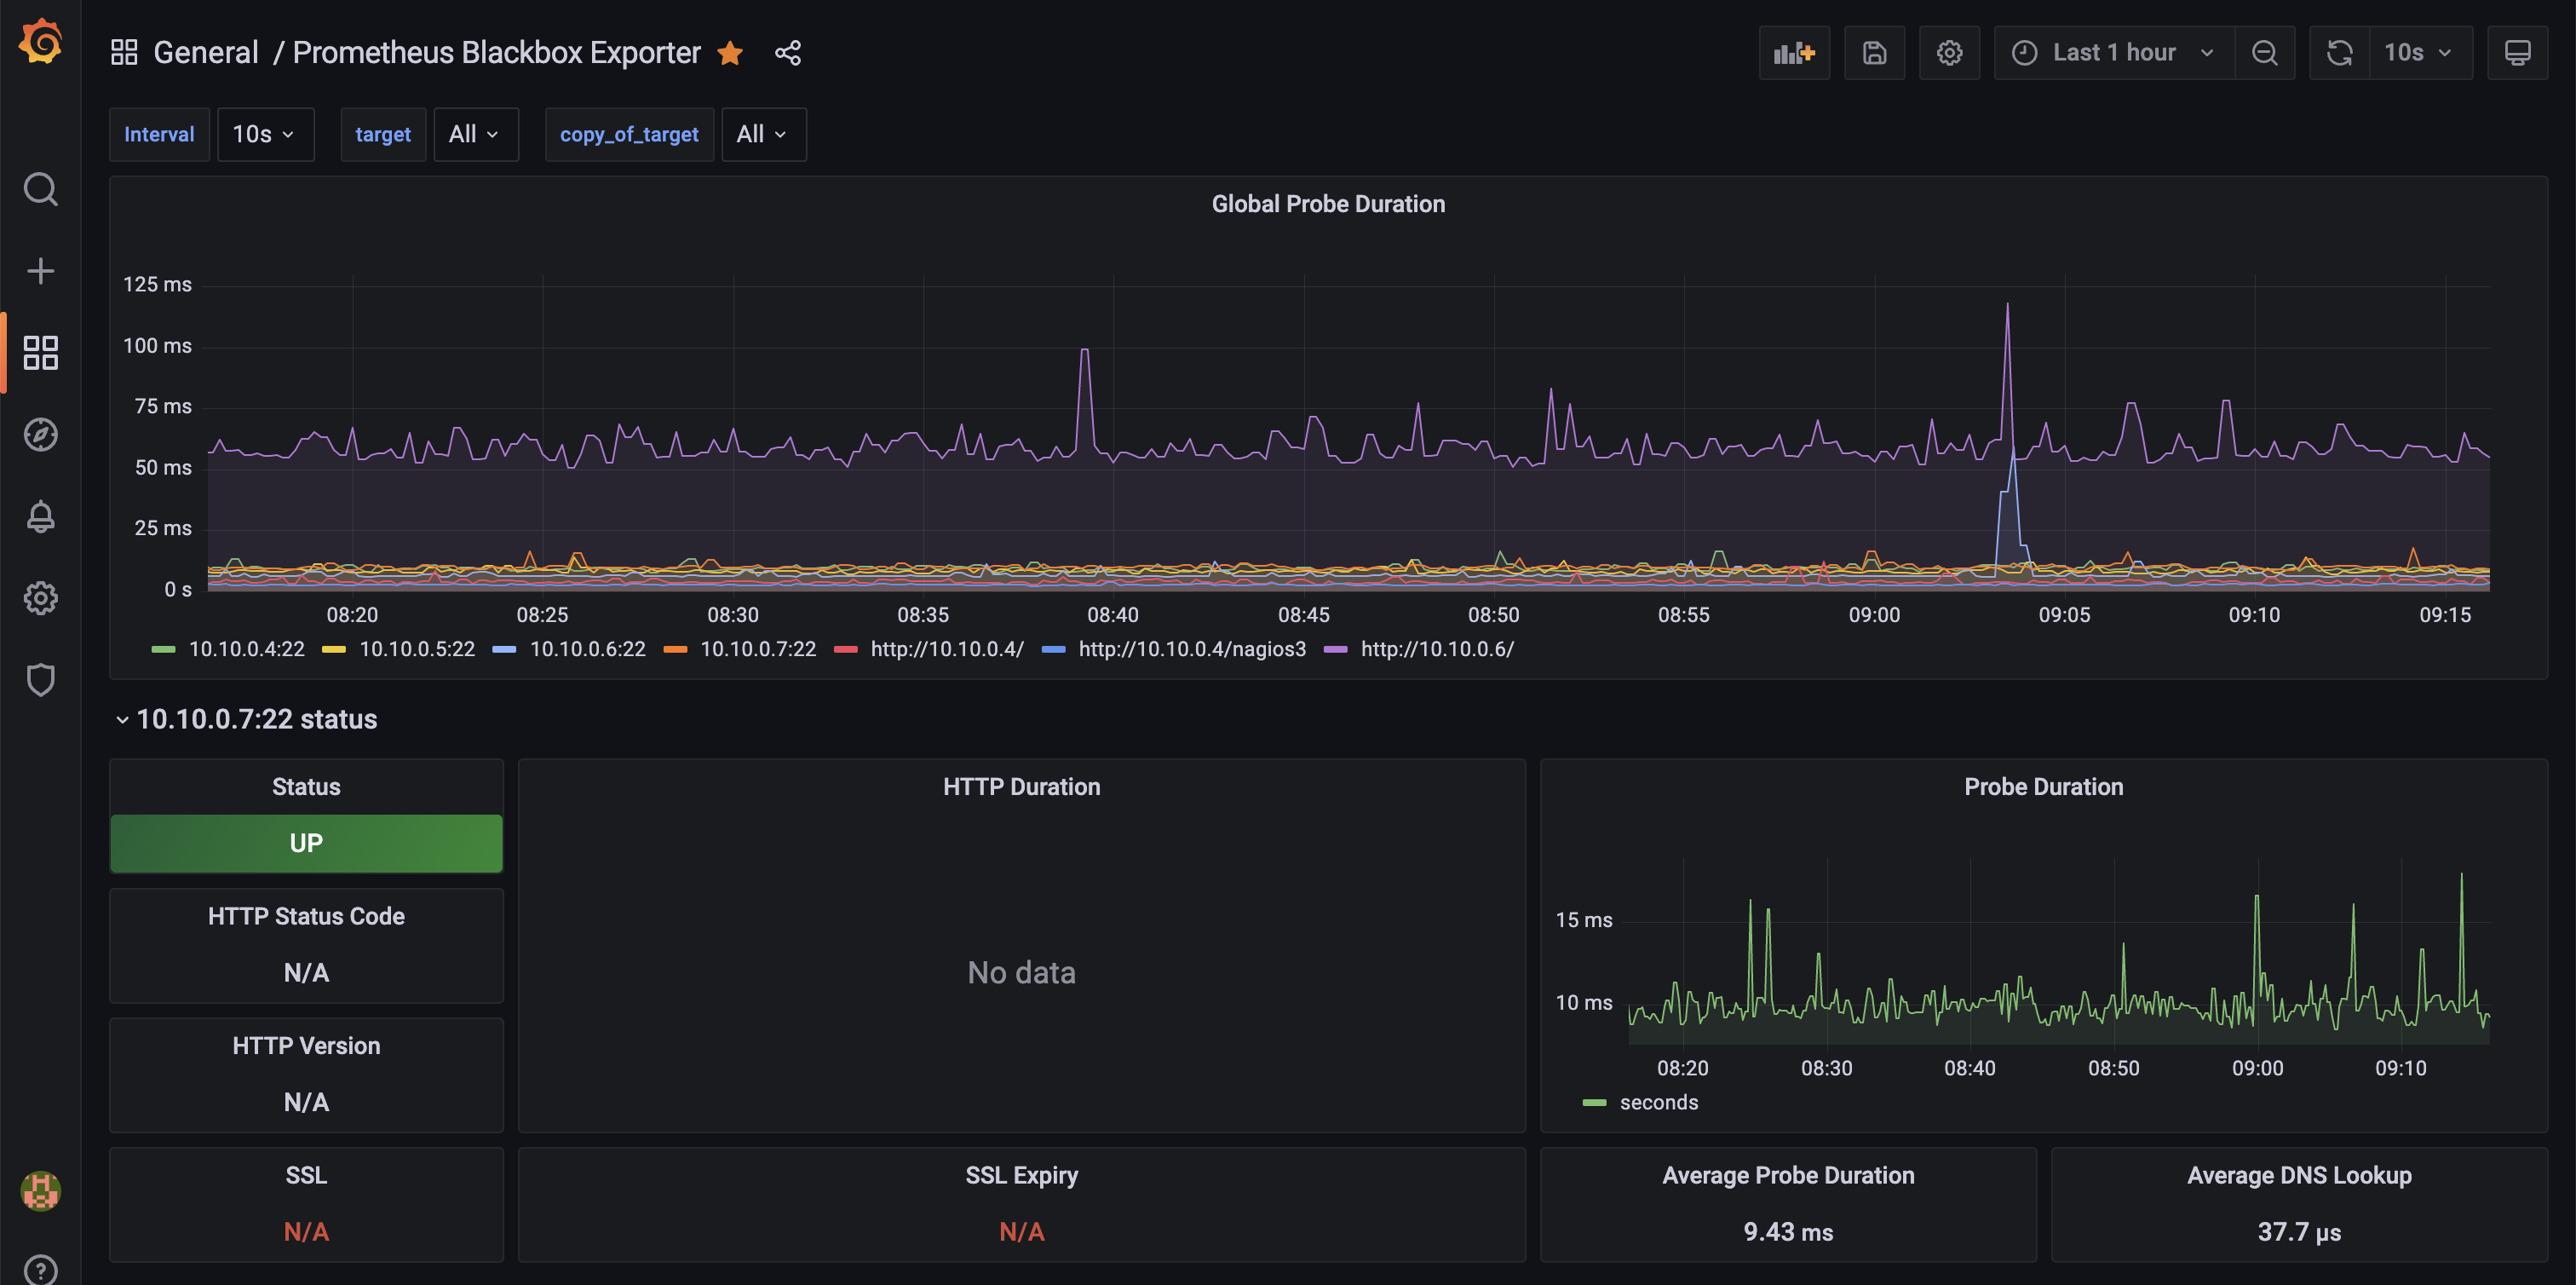 General / Prometheus Blackbox Exporter
Last 1 hour
10s
Interval 10s target All copy_of_target All
Global Probe Duration
125 ms
100 ms
75 ms
50 ms
25 ms
0 s
08:20 08:25 08:30 08:35 08:40 08:45 08:50 08:55 09:00 09:05 09:10 09:15
10.10.0.4:22 10.10.0.5:22 10.10.0.6:22 10.10.0.7:22 http://10.10.0.4/ http://10.10.0.4/nagios3 http://10.10.0.6/
10.10.0.7:22 status
Status
UP
HTTP Status Code
N/A
HTTP Version
N/A
SSL
N/A
HTTP Duration
No data
SSL Expiry
N/A
Probe Duration
15 ms
10 ms
08:20 08:30 08:40 08:50 09:00 09:10
seconds
Average Probe Duration
9.43 ms
Average DNS Lookup
37.7 µs